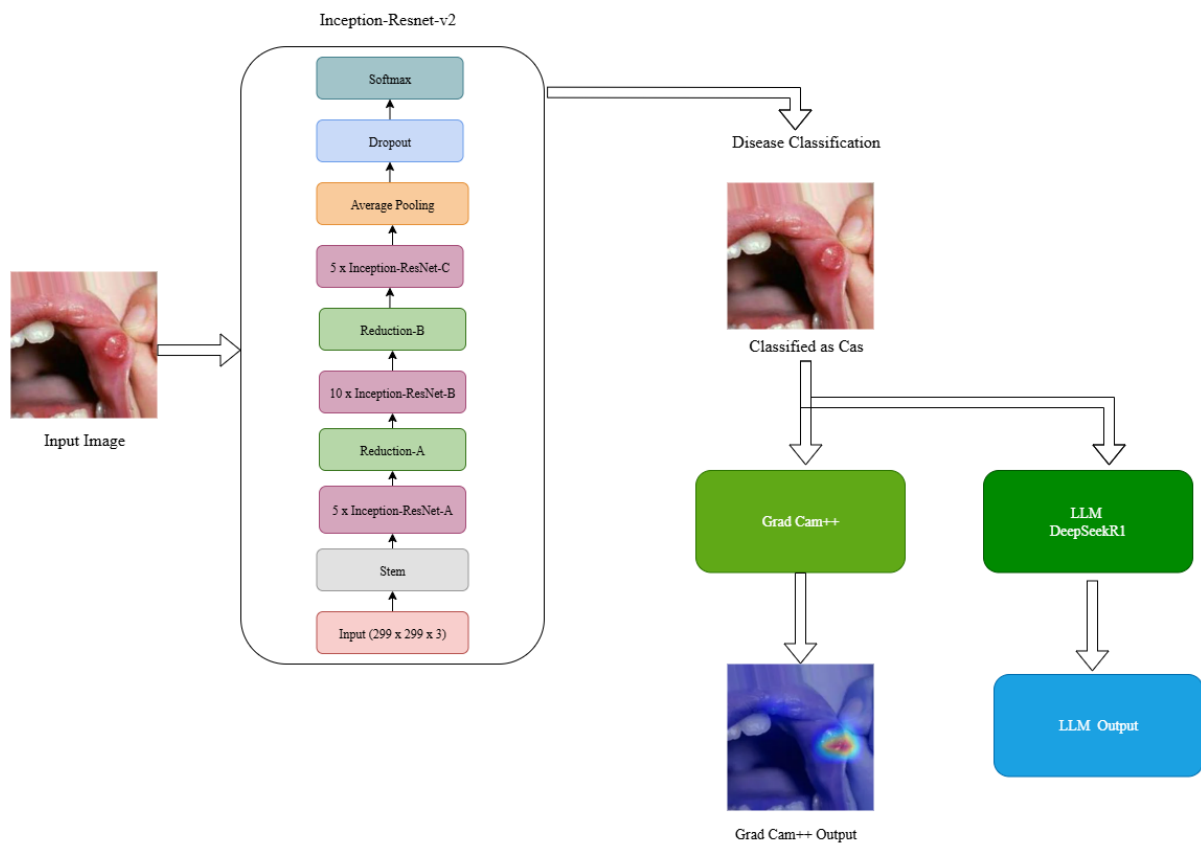 Inception-Resnet-v2
Softmax
Dropout
Average Pooling
5 x Inception-ResNet-C
Reduction-B
10 x Inception-ResNet-B
Reduction-A
5 x Inception-ResNet-A
Stem
Input (299 x 299 x 3)
Input Image
Disease Classification
Classified as Cas
Grad Cam++
LLM
DeepSeekR1
Grad Cam++ Output
LLM Output